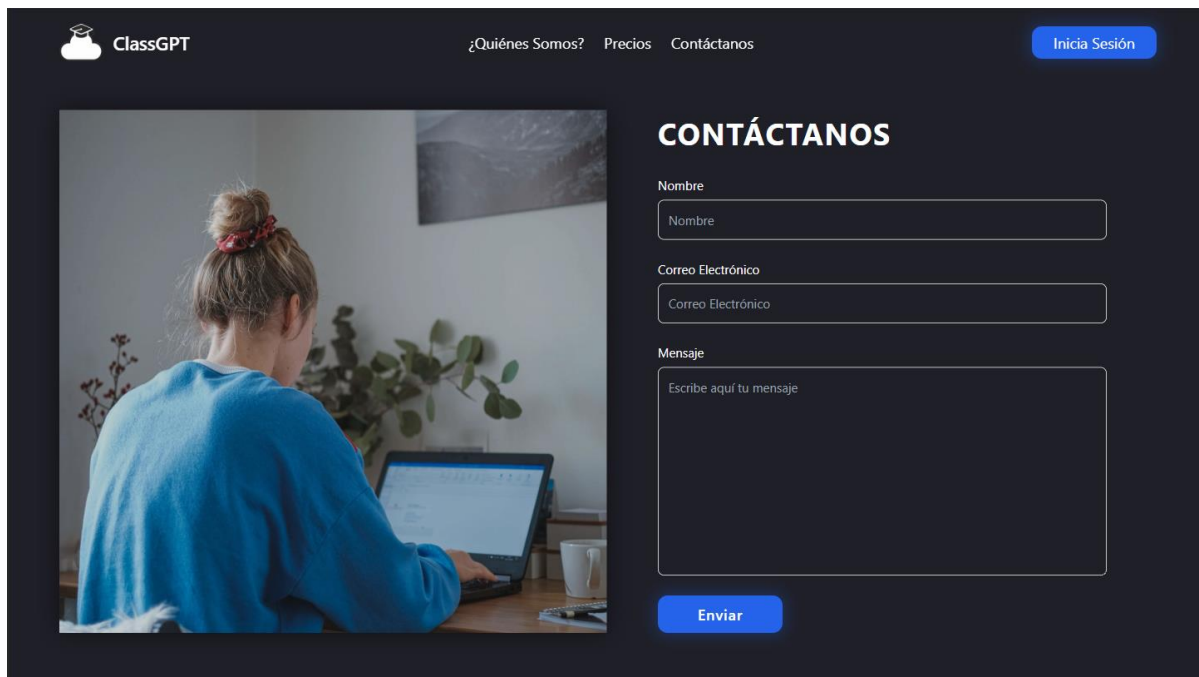 ClassGPT
¿Quiénes Somos? Precios Contáctanos
Inicia Sesión
CONTÁCTANOS
Nombre
Nombre
Correo Electrónico
Correo Electrónico
Mensaje
Escribe aquí tu mensaje
Enviar